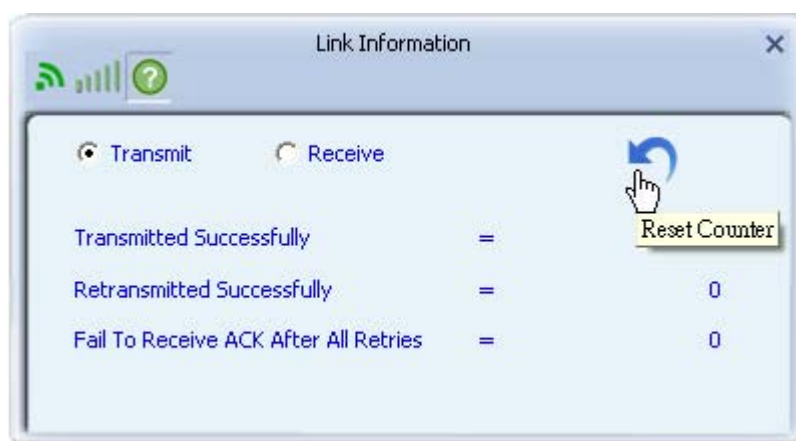 Link Information
Transmit Receive
Reset Counter
Transmitted Successfully =
Retransmitted Successfully = 0
Fail To Receive ACK After All Retries = 0